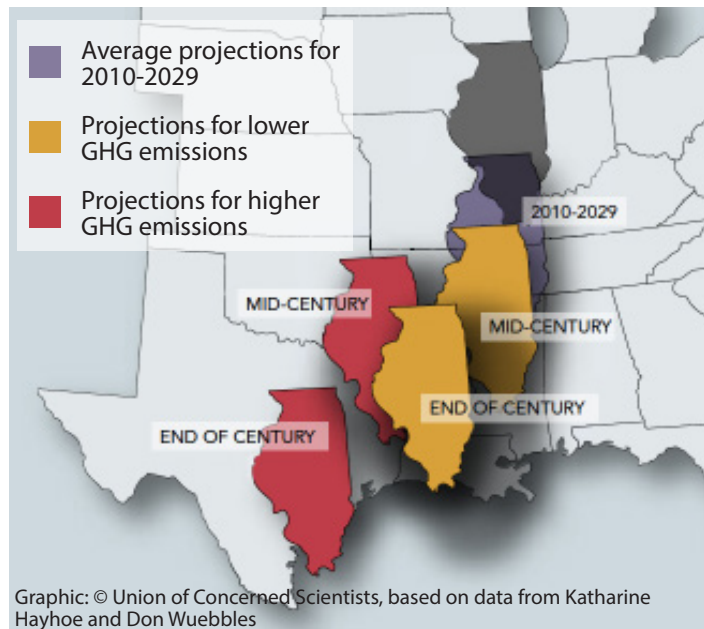 Average projections for
2010-2029
Projections for lower
GHG emissions
Projections for higher
GHG emissions
2010-2029
MID-CENTURY
MID-CENTURY
END OF CENTURY
END OF CENTURY
Graphic: © Union of Concerned Scientists, based on data from Katharine
Hayhoe and Don Wuebbles